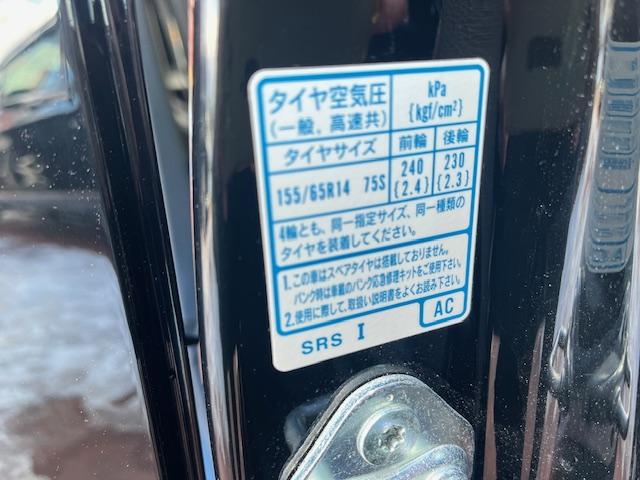 タイヤ空気圧 kPa
(一般、高速共) {kgf/cm²}
タイヤサイズ 前輪 後輪
155/65R14 75S 240 {2.4} 230 {2.3}
4輪とも、同一指定サイズ、同一種類の
タイヤを装着してください。
1.この車はスペアタイヤは搭載しておりません。
パンク時は車載のパンク応急修理キットをご使用下さい。
2.使用に際して、取扱い説明書をよくお読み下さい。
AC
SRS I